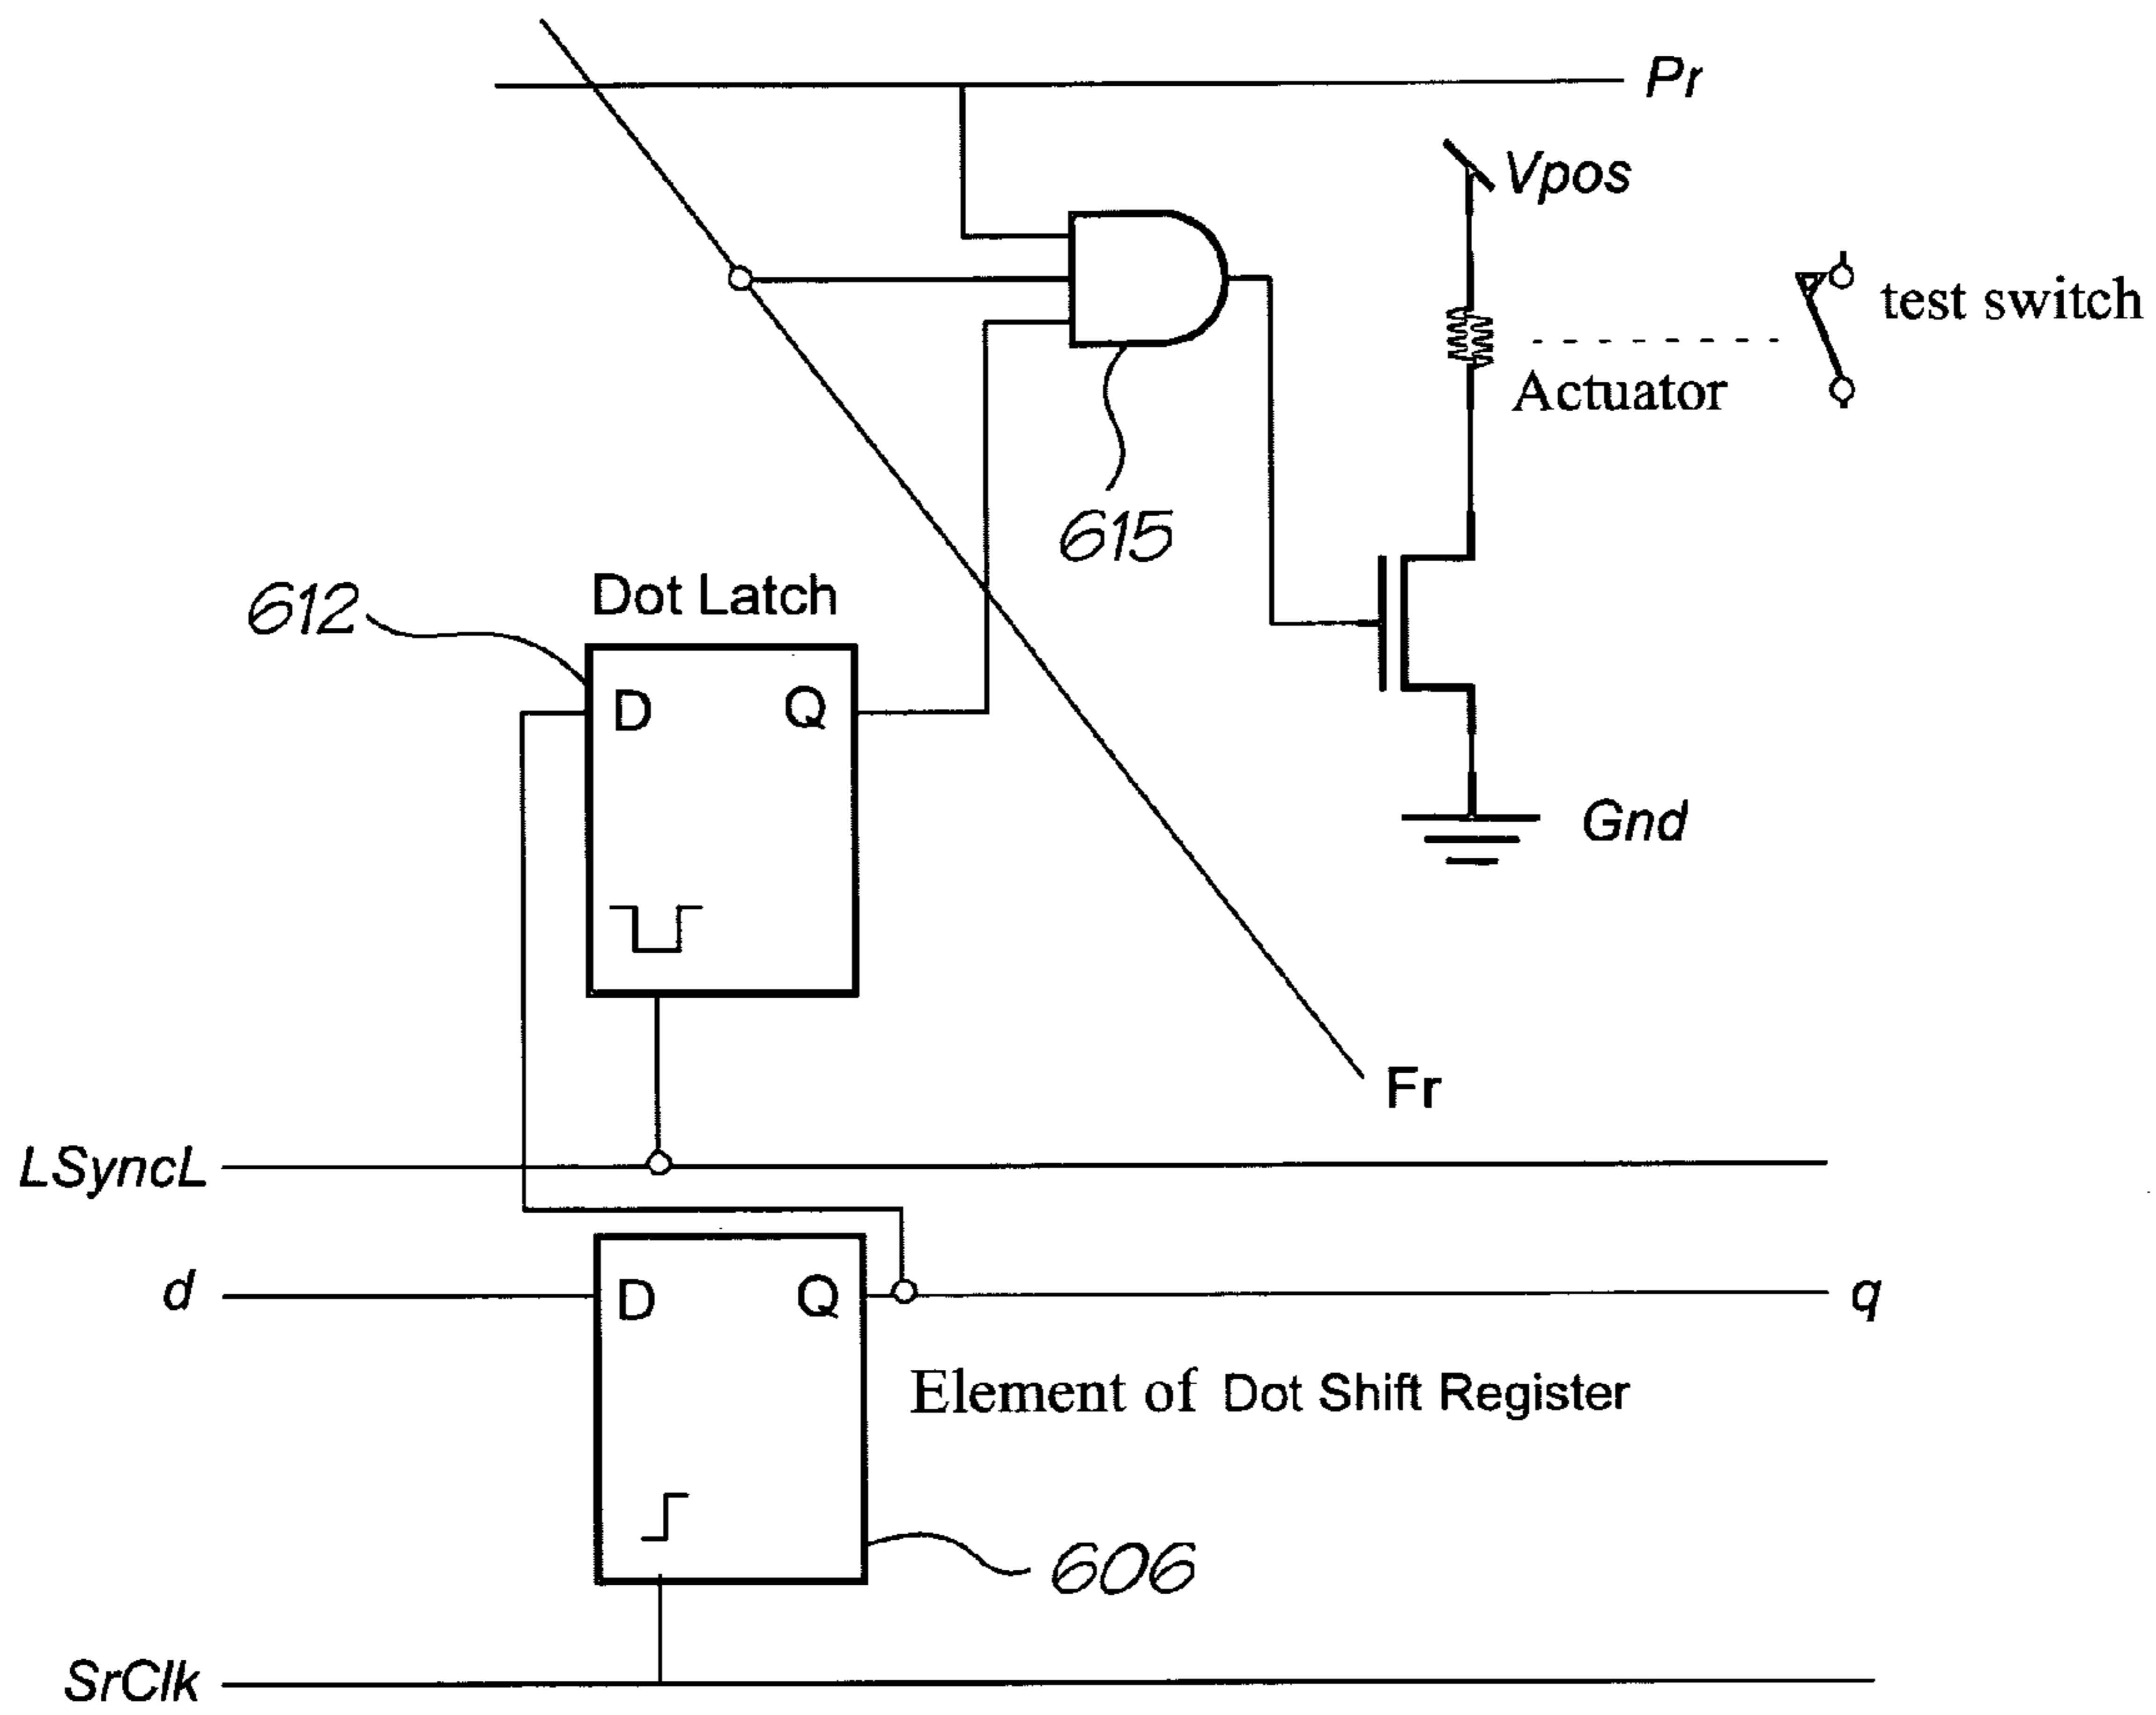 Pr
Vpos
test switch
Actuator
615
612
Dot Latch
D Q
Gnd
Fr
LSyncL
d
D Q
q
Element of Dot Shift Register
606
SrClk